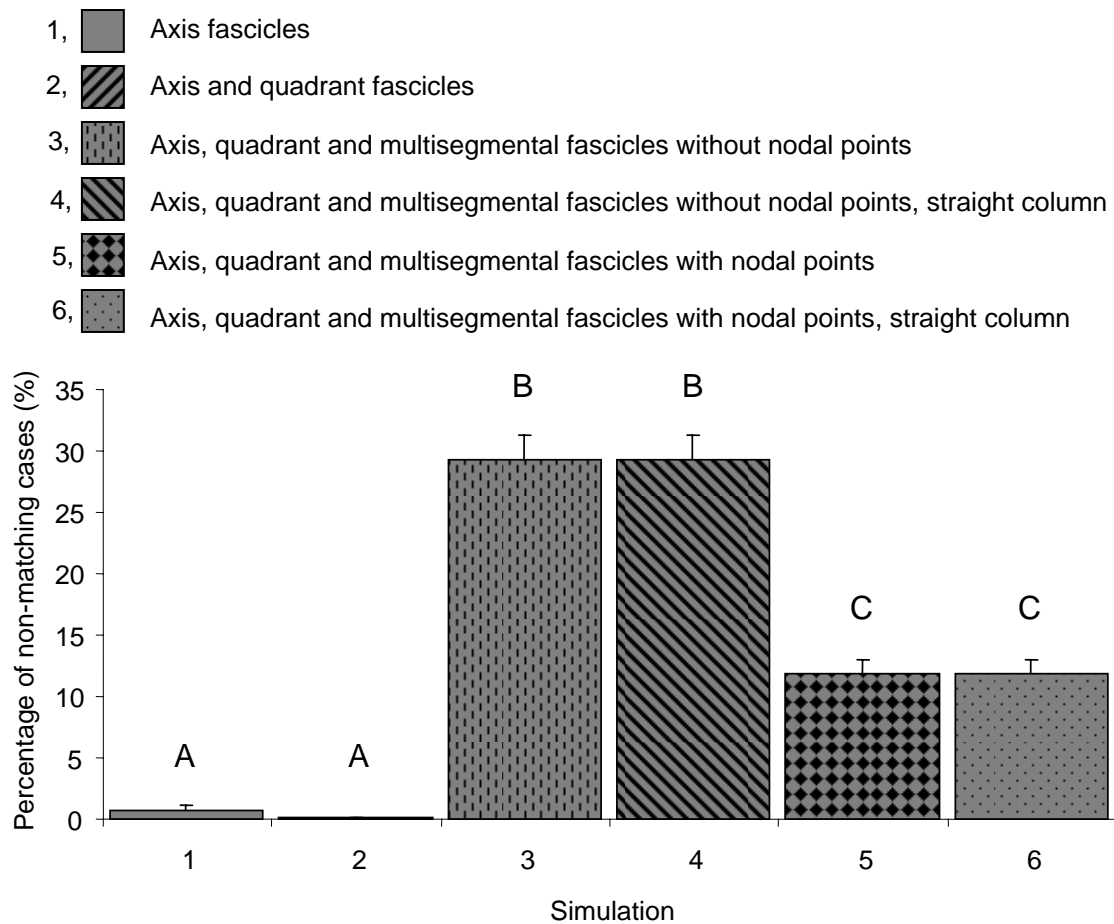 1, Axis fascicles
2, Axis and quadrant fascicles
3, Axis, quadrant and multisegmental fascicles without nodal points
4, Axis, quadrant and multisegmental fascicles without nodal points, straight column
5, Axis, quadrant and multisegmental fascicles with nodal points
6, Axis, quadrant and multisegmental fascicles with nodal points, straight column
Percentage of non-matching cases (%)
35
30
25
20
15
10
5
0
A A B B C C
1 2 3 4 5 6
Simulation